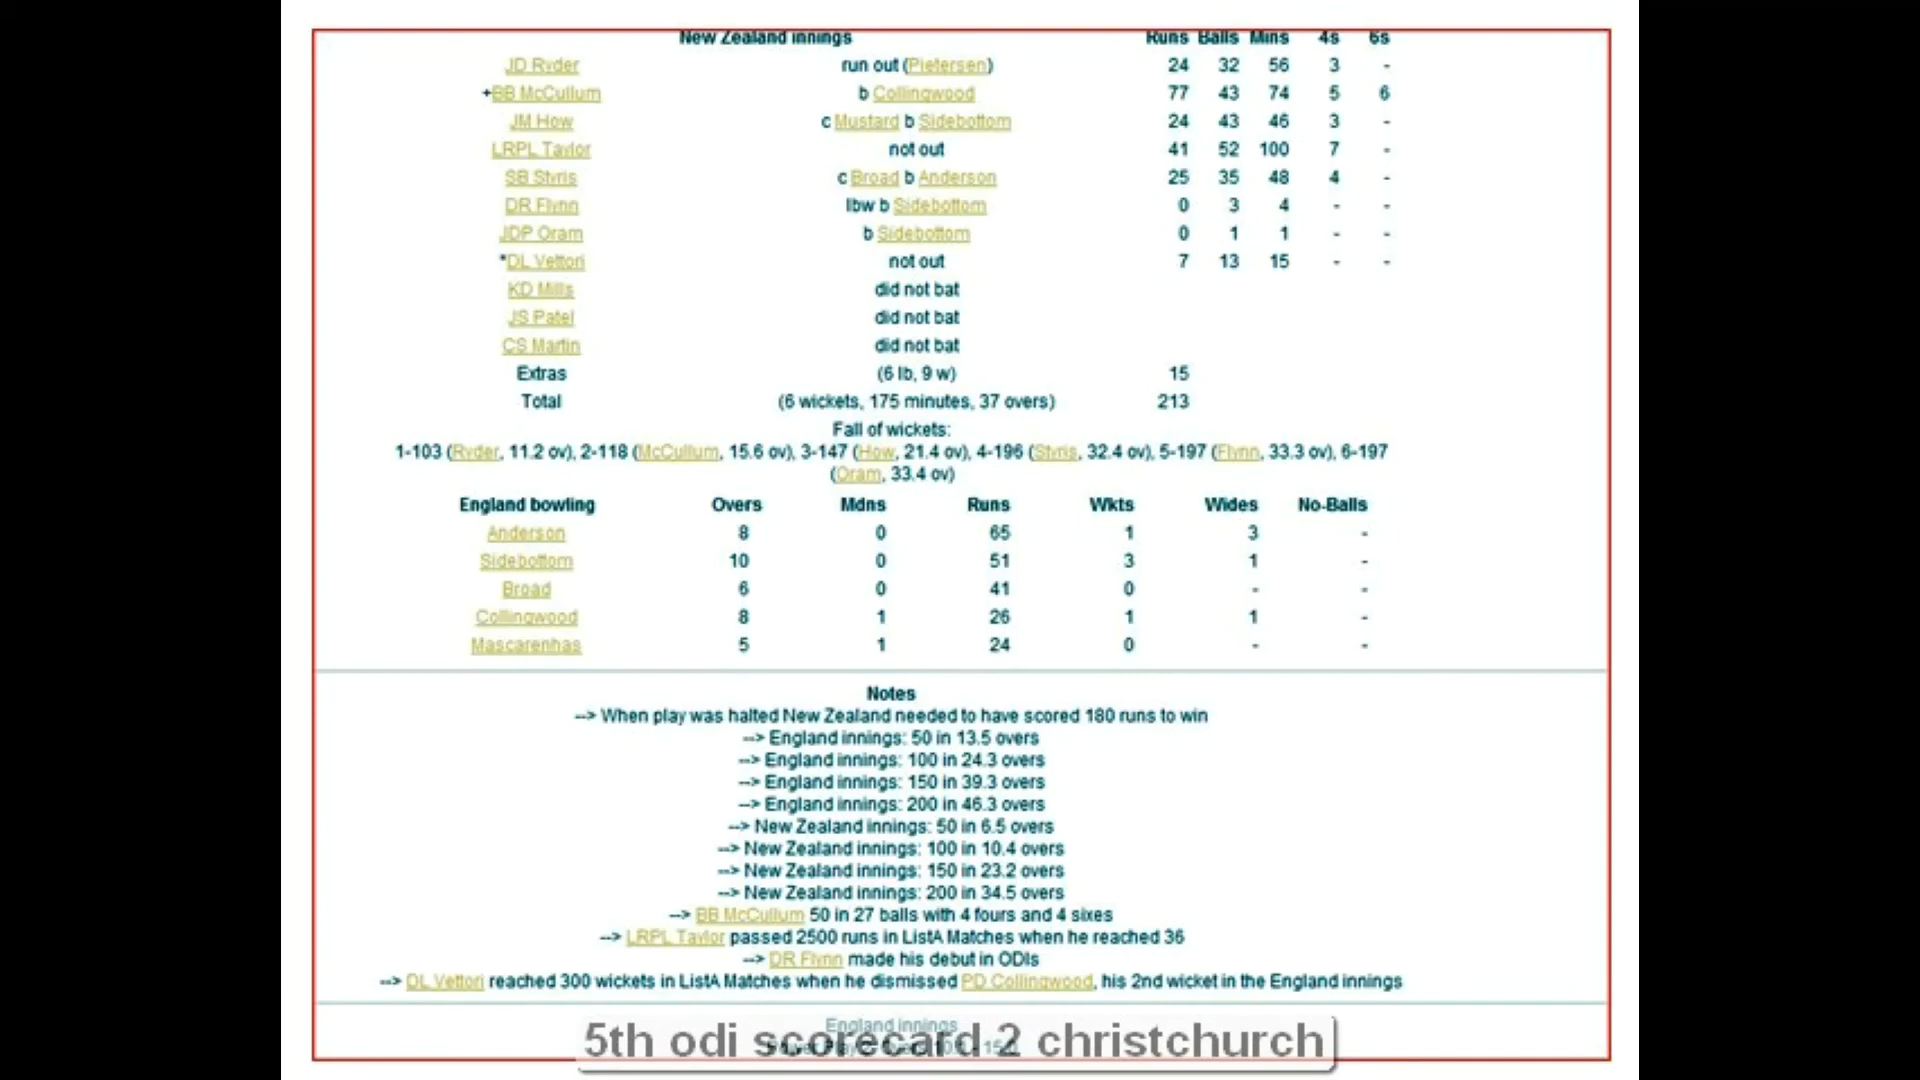 New Zealand innings Runs Balls Mins 4s 6s
JD Ryder run out (Pietersen) 24 32 56 3 -
+BB McCullum b Collingwood 77 43 74 5 6
JM How c Mustard b Sidebottom 24 43 46 3 -
LRPL Taylor not out 41 52 100 7 -
SB Styris c Broad b Anderson 25 35 48 4 -
DR Flynn lbw b Sidebottom 0 3 4 - -
JDP Oram b Sidebottom 0 1 1 - -
*DL Vettori not out 7 13 15 - -
KD Mills did not bat
JS Patel did not bat
CS Martin did not bat
Extras (6 lb, 9 w) 15
Total (6 wickets, 175 minutes, 37 overs) 213
Fall of wickets:
1-103 (Ryder, 11.2 ov), 2-118 (McCullum, 15.6 ov), 3-147 (How, 21.4 ov), 4-196 (Styris, 32.4 ov), 5-197 (Flynn, 33.3 ov), 6-197
(Oram, 33.4 ov)
England bowling Overs Mdns Runs Wkts Wides No-Balls
Anderson 8 0 65 1 3 -
Sidebottom 10 0 51 3 1 -
Broad 6 0 41 0 - -
Collingwood 8 1 26 1 1 -
Mascarenhas 5 1 24 0 - -
Notes
--> When play was halted New Zealand needed to have scored 180 runs to win
--> England innings: 50 in 13.5 overs
--> England innings: 100 in 24.3 overs
--> England innings: 150 in 39.3 overs
--> England innings: 200 in 46.3 overs
--> New Zealand innings: 50 in 6.5 overs
--> New Zealand innings: 100 in 10.4 overs
--> New Zealand innings: 150 in 23.2 overs
--> New Zealand innings: 200 in 34.5 overs
--> BB McCullum 50 in 27 balls with 4 fours and 4 sixes
--> LRPL Taylor passed 2500 runs in ListA Matches when he reached 36
--> DR Flynn made his debut in ODIs
--> DL Vettori reached 300 wickets in ListA Matches when he dismissed PD Collingwood, his 2nd wicket in the England innings
England innings
5th odi scorecard 2 christchurch